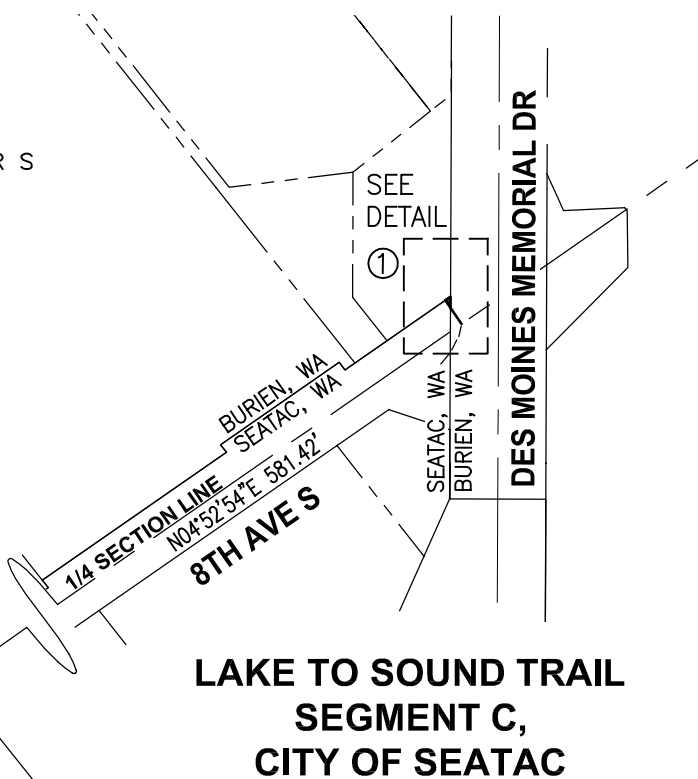 R S
SEE
DETAIL
1
DES MOINES MEMORIAL DR
BURIEN, WA
SEATAC, WA
SEATAC, WA
BURIEN, WA
1/4 SECTION LINE
N04°52'54"E 581.42'
8TH AVE S
LAKE TO SOUND TRAIL
SEGMENT C,
CITY OF SEATAC